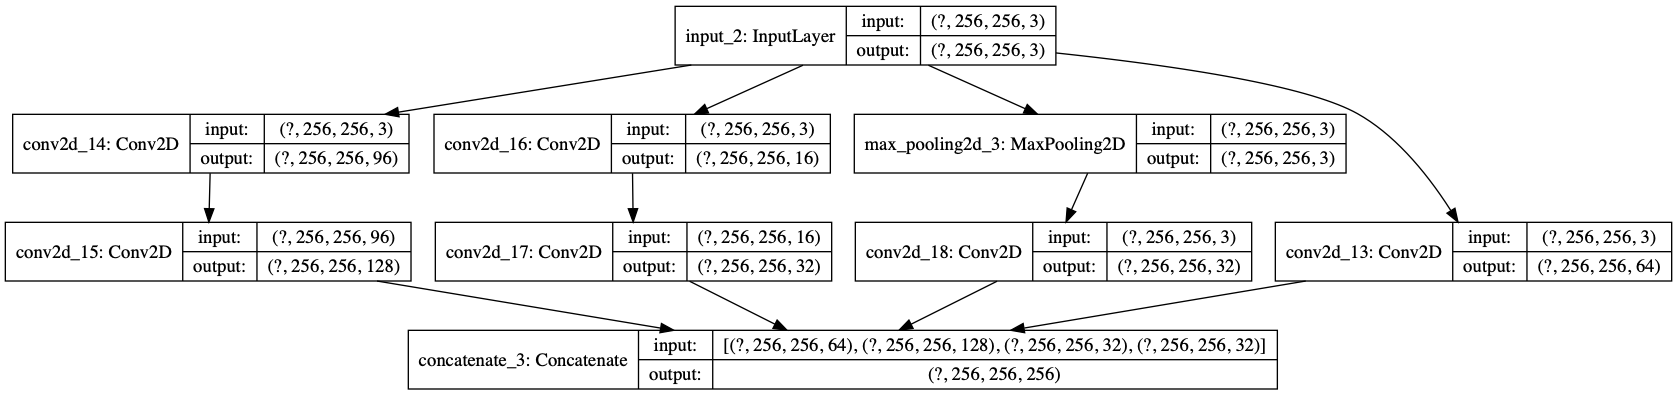 input_2: InputLayer
input: (?, 256, 256, 3)
output: (?, 256, 256, 3)
conv2d_14: Conv2D
input: (?, 256, 256, 3)
output: (?, 256, 256, 96)
conv2d_16: Conv2D
input: (?, 256, 256, 3)
output: (?, 256, 256, 16)
max_pooling2d_3: MaxPooling2D
input: (?, 256, 256, 3)
output: (?, 256, 256, 3)
conv2d_15: Conv2D
input: (?, 256, 256, 96)
output: (?, 256, 256, 128)
conv2d_17: Conv2D
input: (?, 256, 256, 16)
output: (?, 256, 256, 32)
conv2d_18: Conv2D
input: (?, 256, 256, 3)
output: (?, 256, 256, 32)
conv2d_13: Conv2D
input: (?, 256, 256, 3)
output: (?, 256, 256, 64)
concatenate_3: Concatenate
input: [(?, 256, 256, 64), (?, 256, 256, 128), (?, 256, 256, 32), (?, 256, 256, 32)]
output: (?, 256, 256, 256)